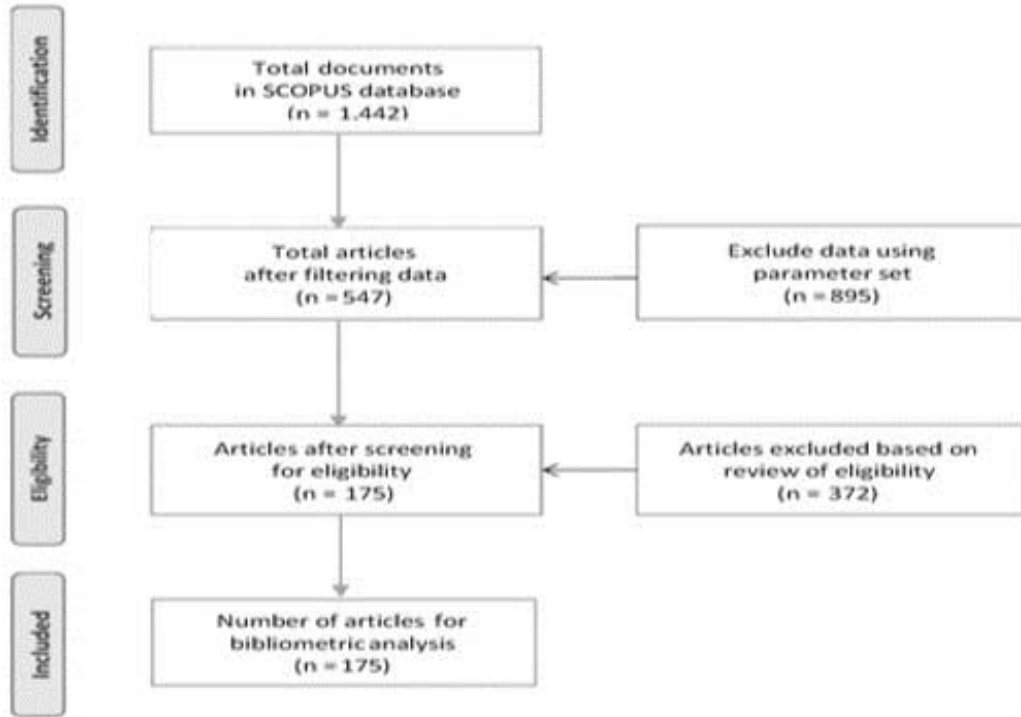 Identification
Total documents
in SCOPUS database
(n = 1.442)
Screening
Total articles
after filtering data
(n = 547)
Exclude data using
parameter set
(n = 895)
Eligibility
Articles after screening
for eligibility
(n = 175)
Articles excluded based on
review of eligibility
(n = 372)
Included
Number of articles for
bibliometric analysis
(n = 175)